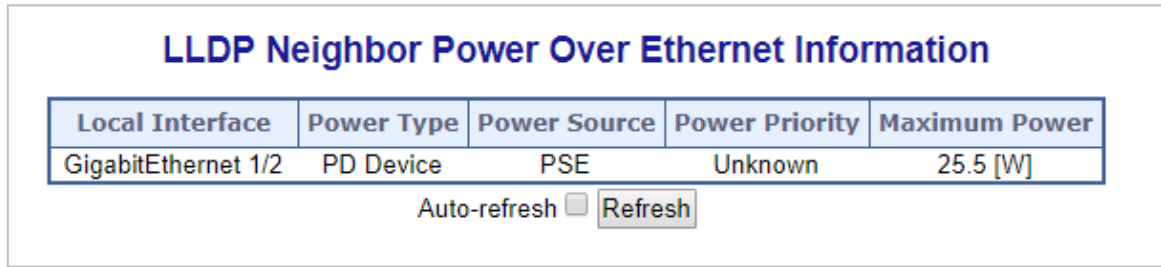 LLDP Neighbor Power Over Ethernet Information
Local Interface Power Type Power Source Power Priority Maximum Power
GigabitEthernet 1/2 PD Device PSE Unknown 25.5 [W]
Auto-refresh Refresh